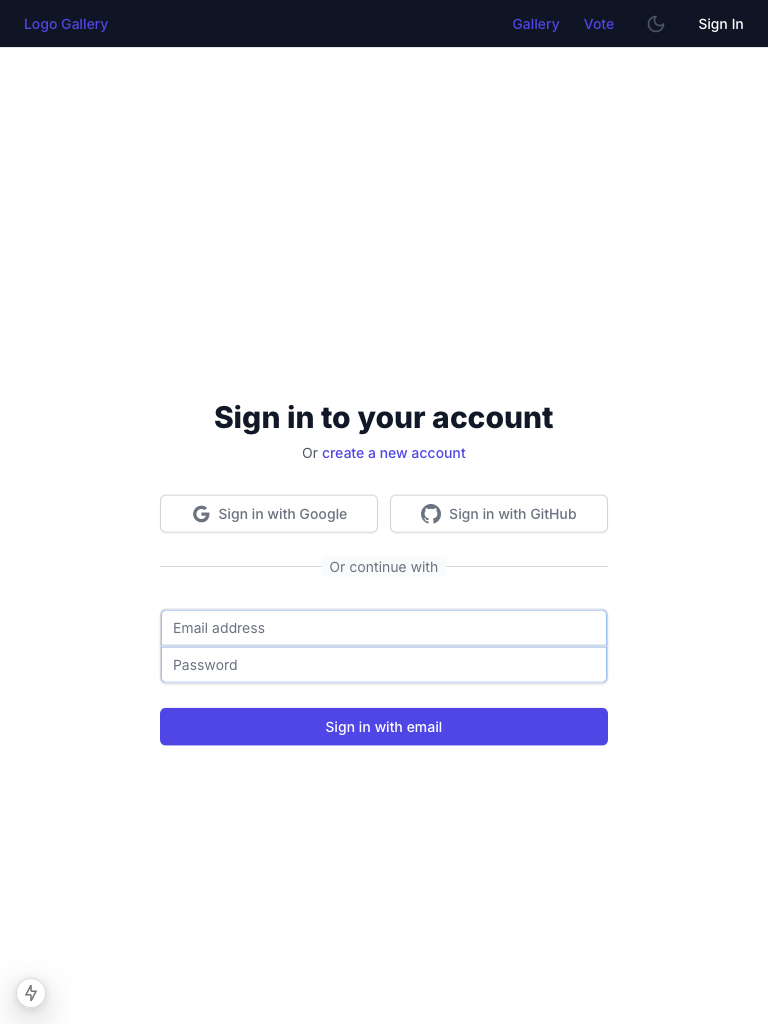 Logo Gallery
Gallery
Vote
Sign In
Sign in to your account
Or create a new account
Sign in with Google
Sign in with GitHub
Or continue with
Email address
Password
Sign in with email